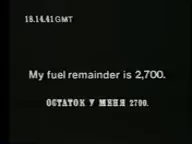 18.14.41 GMT
My fuel remainder is 2,700.
ОСТАТОК У МЕНЯ 2700.